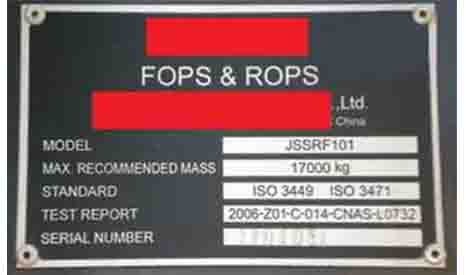 FOPS & ROPS
., Ltd.
China
MODEL JSSRF101
MAX. RECOMMENDED MASS 17000 kg
STANDARD ISO 3449 ISO 3471
TEST REPORT 2006-Z01-C-014-CNAS-L0732
SERIAL NUMBER